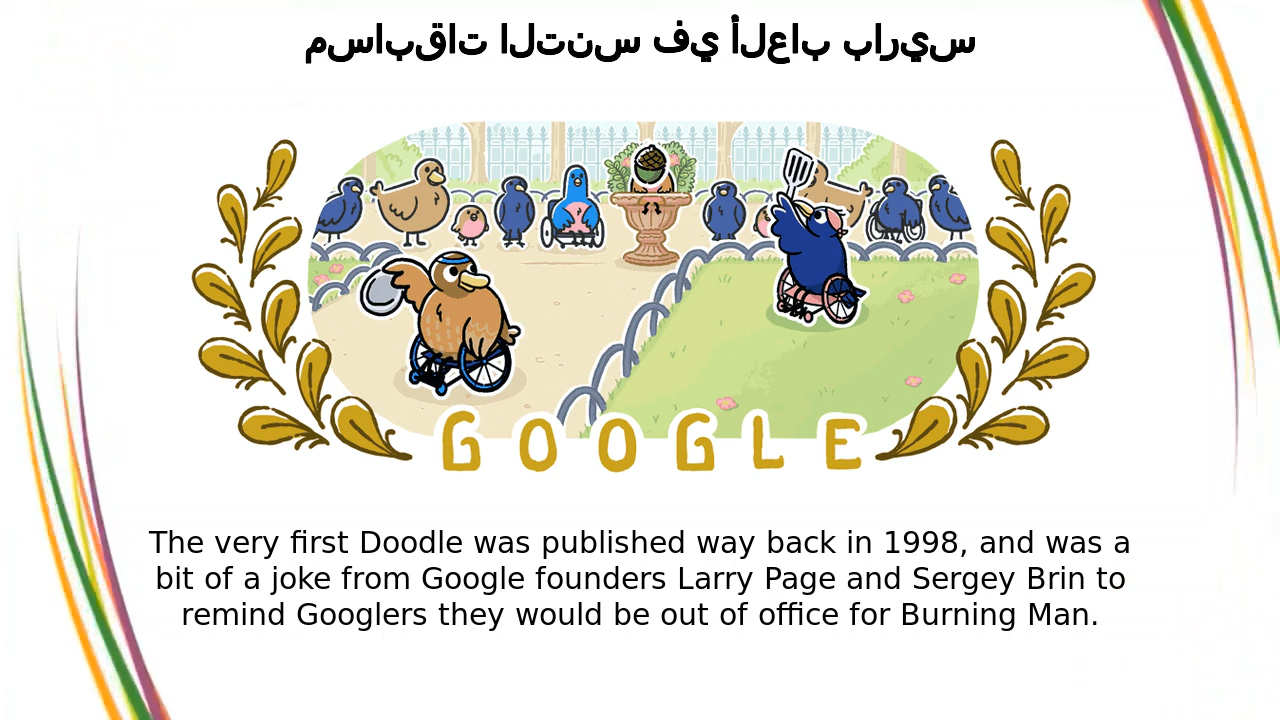 مسابقات التنس في ألعاب باريس
GOOGLE
The very first Doodle was published way back in 1998, and was a
bit of a joke from Google founders Larry Page and Sergey Brin to
remind Googlers they would be out of office for Burning Man.